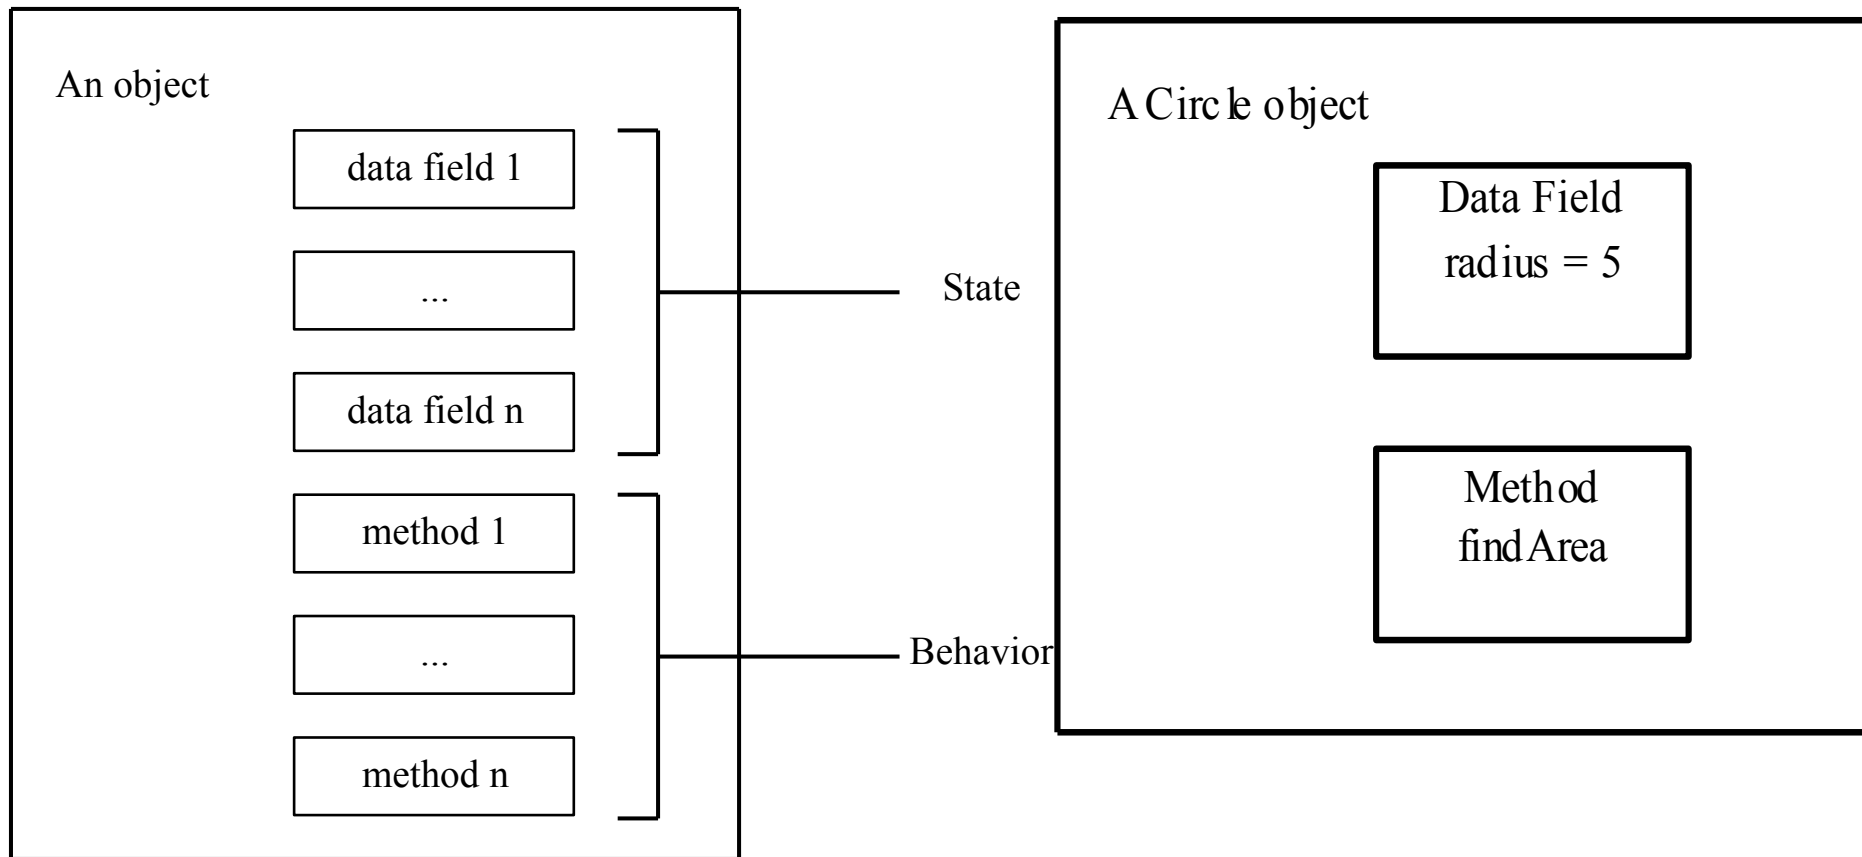 An object
data field 1
...
data field n
method 1
...
method n
State
Behavior
A Circle object
Data Field
radius = 5
Method
findArea